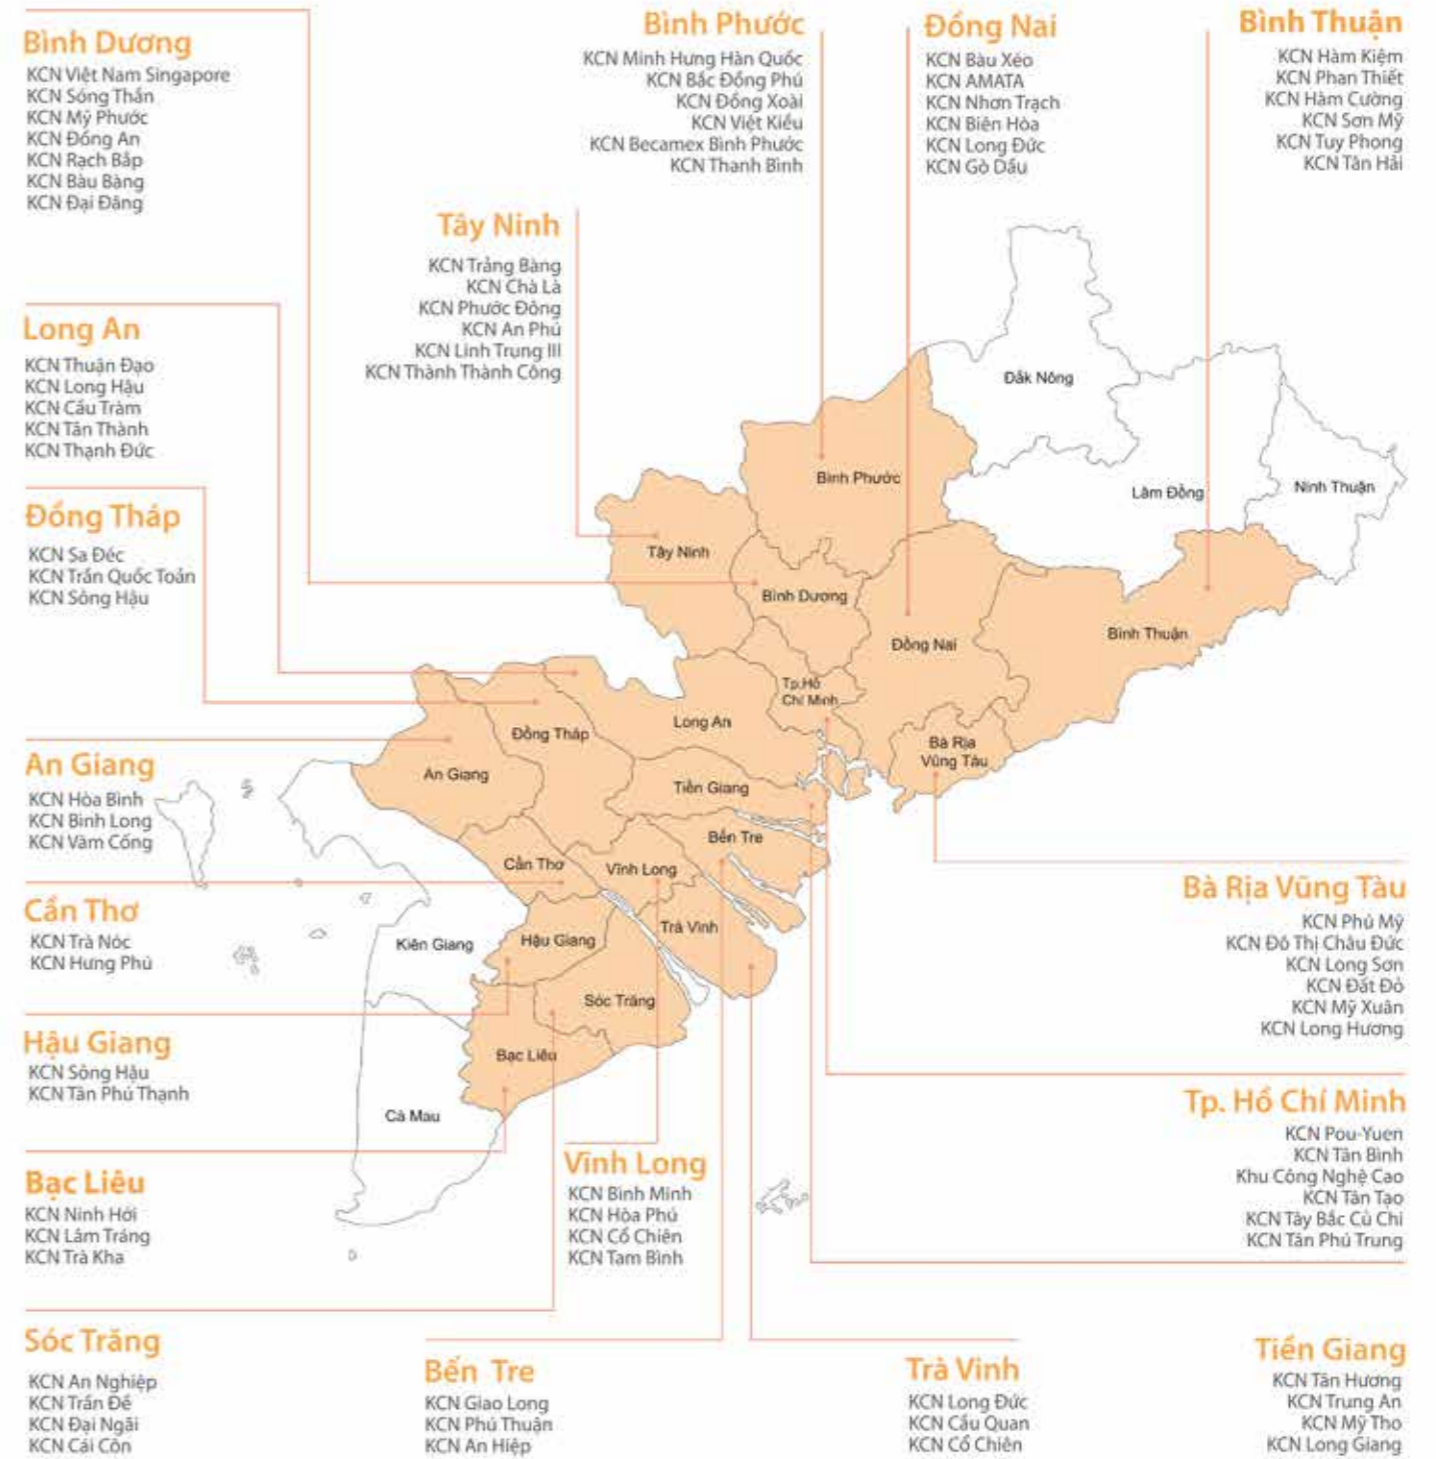 Bình Dương
KCN Việt Nam Singapore
KCN Sóng Thần
KCN Mỹ Phước
KCN Đồng An
KCN Rạch Bắp
KCN Bàu Bàng
KCN Đại Đăng
Bình Phước
KCN Minh Hưng Hàn Quốc
KCN Bắc Đồng Phú
KCN Đồng Xoài
KCN Việt Kiều
KCN Becamex Bình Phước
KCN Thanh Bình
Đồng Nai
KCN Bàu Xéo
KCN AMATA
KCN Nhơn Trạch
KCN Biên Hòa
KCN Long Đức
KCN Gò Dầu
Bình Thuận
KCN Hàm Kiệm
KCN Phan Thiết
KCN Hàm Cường
KCN Sơn Mỹ
KCN Tuy Phong
KCN Tân Hải
Tây Ninh
KCN Trảng Bàng
KCN Chà Là
KCN Phước Đông
KCN An Phú
KCN Linh Trung III
KCN Thành Thành Công
Long An
KCN Thuận Đạo
KCN Long Hậu
KCN Cầu Tràm
KCN Tân Thành
KCN Thạnh Đức
Đồng Tháp
KCN Sa Đéc
KCN Trần Quốc Toản
KCN Sông Hậu
An Giang
KCN Hòa Bình
KCN Bình Long
KCN Vàm Cống
Cần Thơ
KCN Trà Nóc
KCN Hưng Phú
Hậu Giang
KCN Sông Hậu
KCN Tân Phú Thạnh
Bạc Liêu
KCN Ninh Hới
KCN Lâm Tráng
KCN Trà Kha
Sóc Trăng
KCN An Nghiệp
KCN Trần Đề
KCN Đại Ngãi
KCN Cái Côn
Đắk Nông
Bình Phước
Lâm Đồng
Ninh Thuận
Tây Ninh
Bình Dương
Đồng Nai
Bình Thuận
Tp.Hồ
Chí Minh
Long An
Đồng Tháp
Bà Rịa
Vũng Tàu
An Giang
Tiền Giang
Bến Tre
Cần Thơ
Vĩnh Long
Trà Vinh
Kiên Giang
Hậu Giang
Sóc Trăng
Bạc Liêu
Cà Mau
Bà Rịa Vũng Tàu
KCN Phú Mỹ
KCN Đô Thị Châu Đức
KCN Long Sơn
KCN Đất Đỏ
KCN Mỹ Xuân
KCN Long Hương
Tp. Hồ Chí Minh
KCN Pou-Yuen
KCN Tân Bình
Khu Công Nghệ Cao
KCN Tân Tạo
KCN Tây Bắc Củ Chi
KCN Tân Phú Trung
Vĩnh Long
KCN Bình Minh
KCN Hòa Phú
KCN Cổ Chiên
KCN Tam Bình
Bến Tre
KCN Giao Long
KCN Phú Thuận
KCN An Hiệp
Trà Vinh
KCN Long Đức
KCN Cầu Quan
KCN Cổ Chiên
Tiền Giang
KCN Tân Hương
KCN Trung An
KCN Mỹ Tho
KCN Long Giang